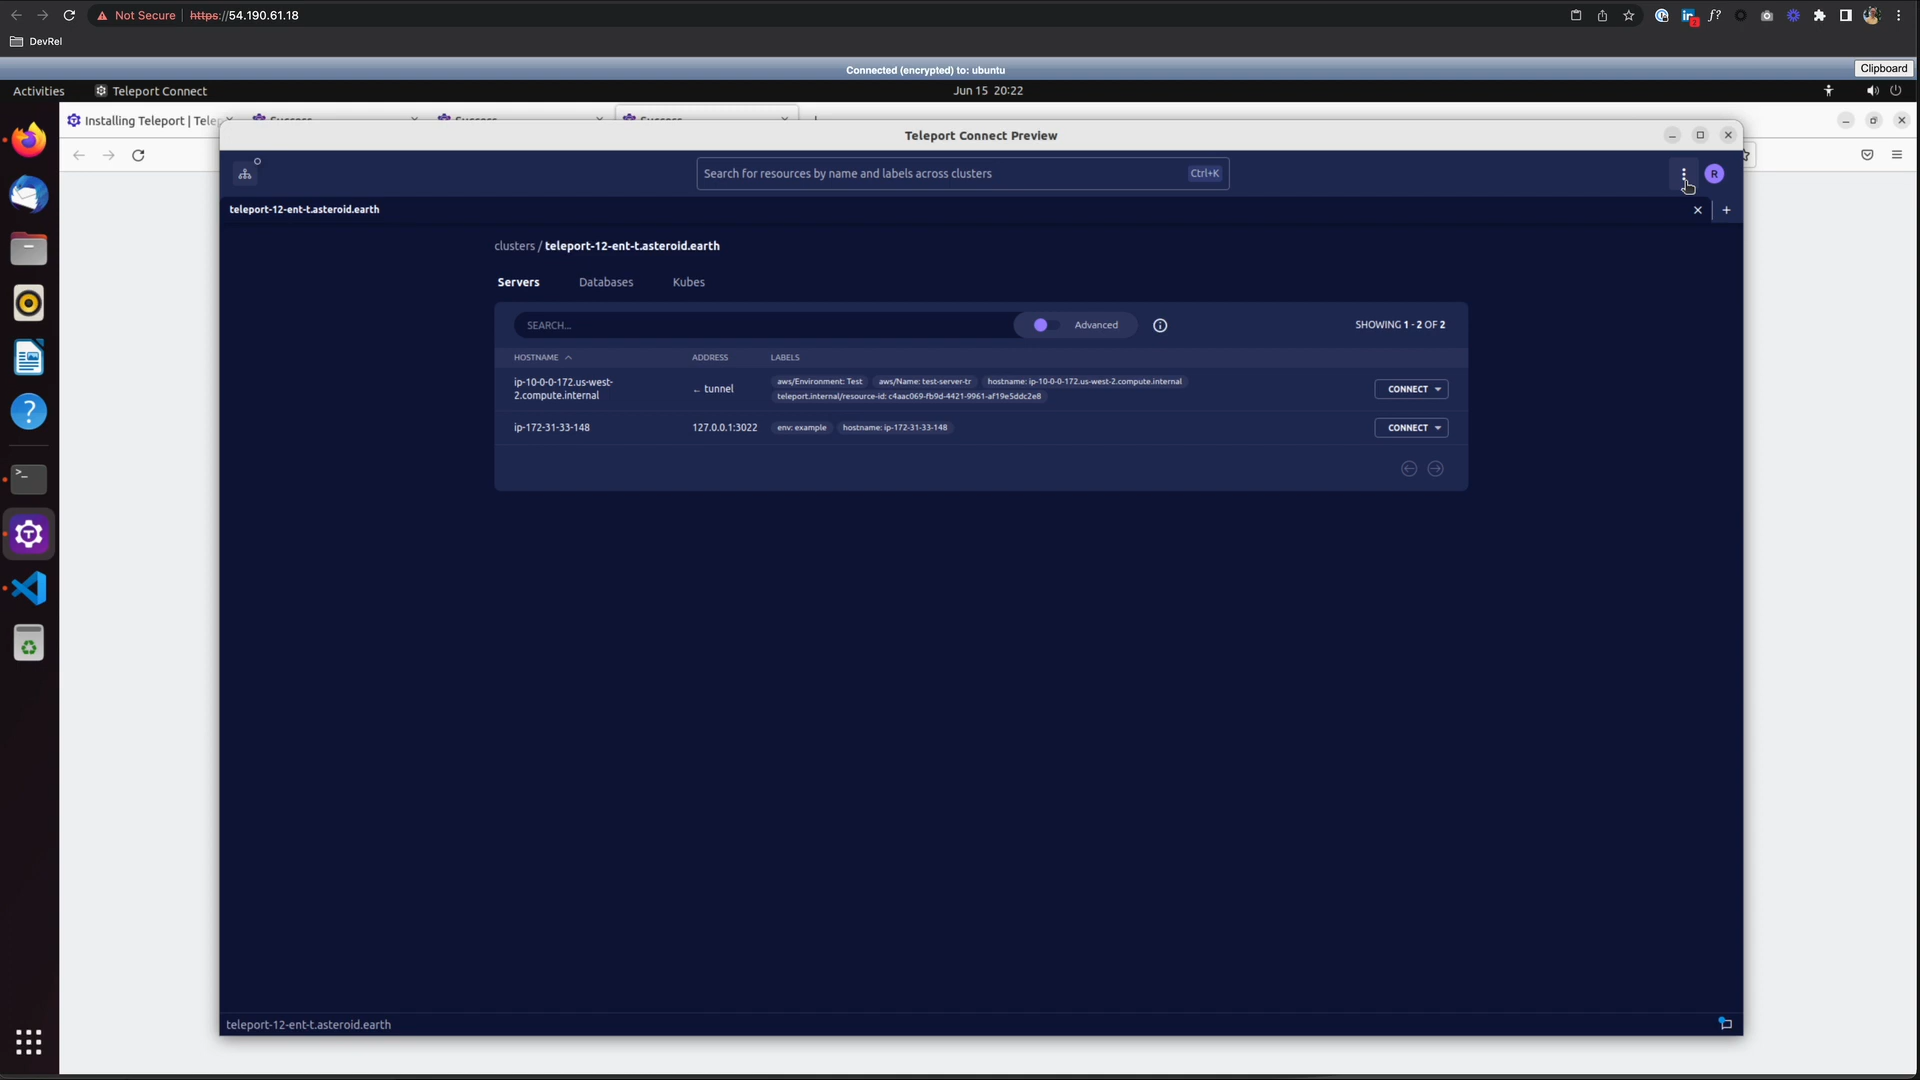 Not Secure https://54.190.61.18
DevRel
Connected (encrypted) to: ubuntu
Clipboard
Activities Teleport Connect Jun 15 20:22
Installing Teleport | Tele
Success
Success
Success
Teleport Connect Preview
Search for resources by name and labels across clusters Ctrl+K
R
teleport-12-ent-t.asteroid.earth
clusters / teleport-12-ent-t.asteroid.earth
Servers Databases Kubes
SEARCH... Advanced SHOWING 1 - 2 OF 2
HOSTNAME ADDRESS LABELS
ip-10-0-0-172.us-west-
2.compute.internal
← tunnel
aws/Environment: Test aws/Name: test-server-tr hostname: ip-10-0-0-172.us-west-2.compute.internal
teleport.internal/resource-id: c4aac069-fb9d-4421-9961-af19e5ddc2e8
CONNECT
ip-172-31-33-148 127.0.0.1:3022 env: example hostname: ip-172-31-33-148 CONNECT
teleport-12-ent-t.asteroid.earth